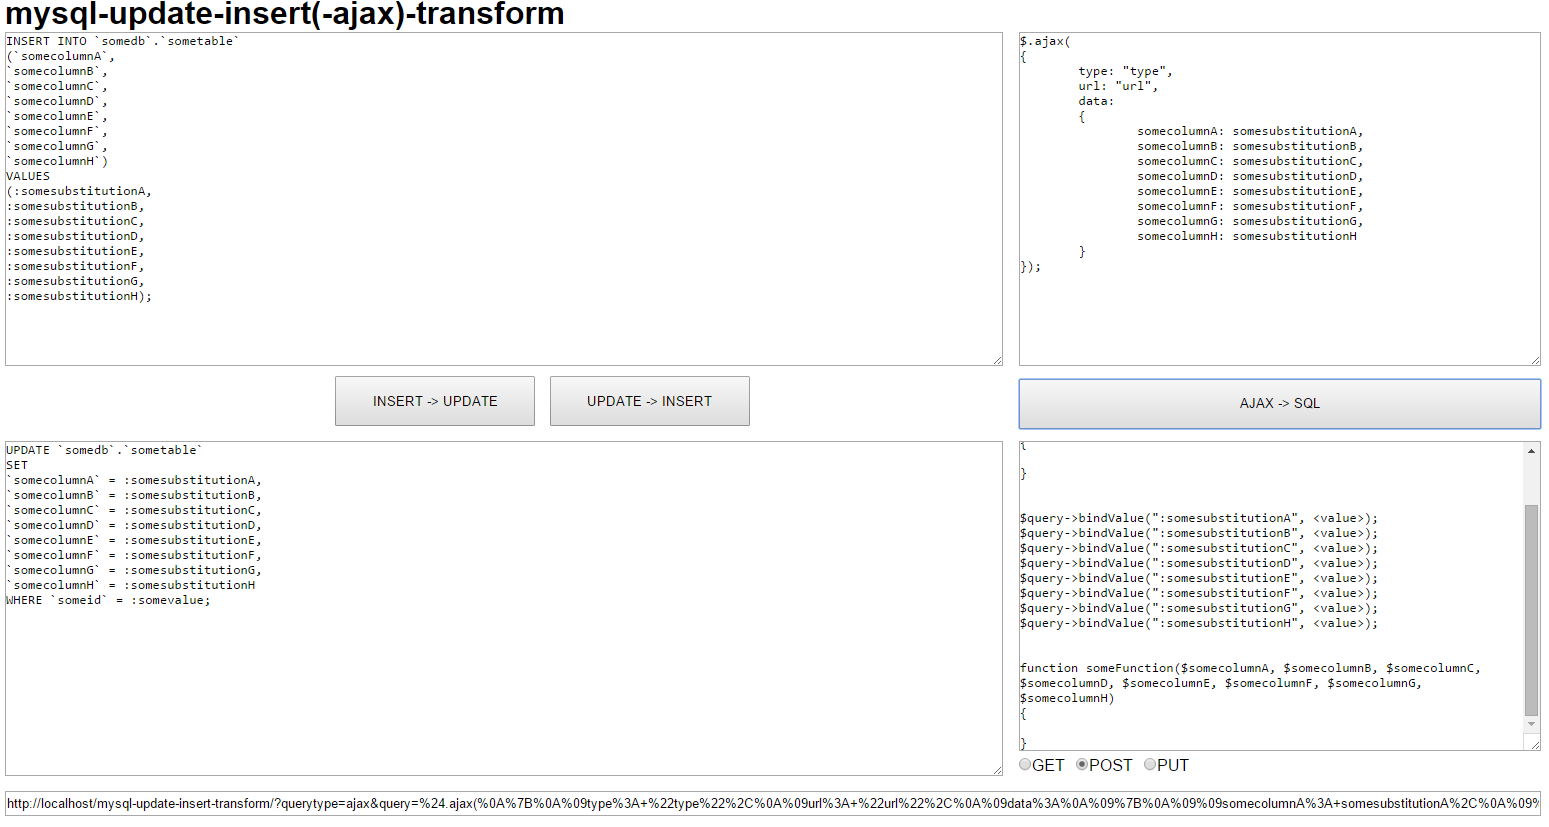 mysql-update-insert(-ajax)-transform
INSERT INTO `somedb`.`sometable`
(`somecolumnA`,
`somecolumnB`,
`somecolumnC`,
`somecolumnD`,
`somecolumnE`,
`somecolumnF`,
`somecolumnG`,
`somecolumnH`)
VALUES
(:somesubstitutionA,
:somesubstitutionB,
:somesubstitutionC,
:somesubstitutionD,
:somesubstitutionE,
:somesubstitutionF,
:somesubstitutionG,
:somesubstitutionH);
$.ajax(
{
type: "type",
url: "url",
data:
{
somecolumnA: somesubstitutionA,
somecolumnB: somesubstitutionB,
somecolumnC: somesubstitutionC,
somecolumnD: somesubstitutionD,
somecolumnE: somesubstitutionE,
somecolumnF: somesubstitutionF,
somecolumnG: somesubstitutionG,
somecolumnH: somesubstitutionH
}
});
INSERT -> UPDATE
UPDATE -> INSERT
AJAX -> SQL
UPDATE `somedb`.`sometable`
SET
`somecolumnA` = :somesubstitutionA,
`somecolumnB` = :somesubstitutionB,
`somecolumnC` = :somesubstitutionC,
`somecolumnD` = :somesubstitutionD,
`somecolumnE` = :somesubstitutionE,
`somecolumnF` = :somesubstitutionF,
`somecolumnG` = :somesubstitutionG,
`somecolumnH` = :somesubstitutionH
WHERE `someid` = :somevalue;
{
}
$query->bindValue(":somesubstitutionA", <value>);
$query->bindValue(":somesubstitutionB", <value>);
$query->bindValue(":somesubstitutionC", <value>);
$query->bindValue(":somesubstitutionD", <value>);
$query->bindValue(":somesubstitutionE", <value>);
$query->bindValue(":somesubstitutionF", <value>);
$query->bindValue(":somesubstitutionG", <value>);
$query->bindValue(":somesubstitutionH", <value>);
function someFunction($somecolumnA, $somecolumnB, $somecolumnC,
$somecolumnD, $somecolumnE, $somecolumnF, $somecolumnG,
$somecolumnH)
{
}
GET POST PUT
http://localhost/mysql-update-insert-transform/?querytype=ajax&query=%24.ajax(%0A%7B%0A%09type%3A+%22type%22%2C%0A%09url%3A+%22url%22%2C%0A%09data%3A%0A%09%7B%0A%09%09somecolumnA%3A+somesubstitutionA%2C%0A%09%